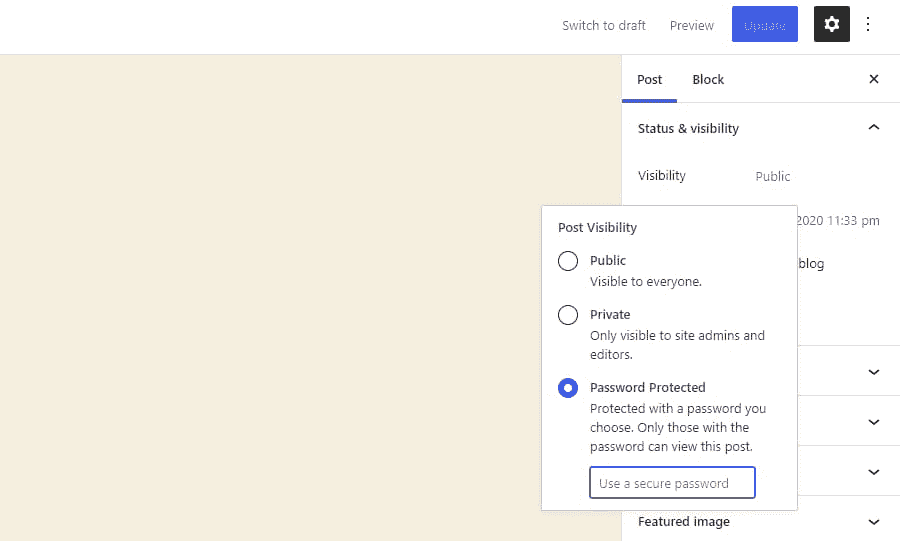 Switch to draft Preview Update
Post Block
Status & visibility
Visibility Public
2020 11:33 pm
blog
Post Visibility
Public
Visible to everyone.
Private
Only visible to site admins and
editors.
Password Protected
Protected with a password you
choose. Only those with the
password can view this post.
Use a secure password
Featured image